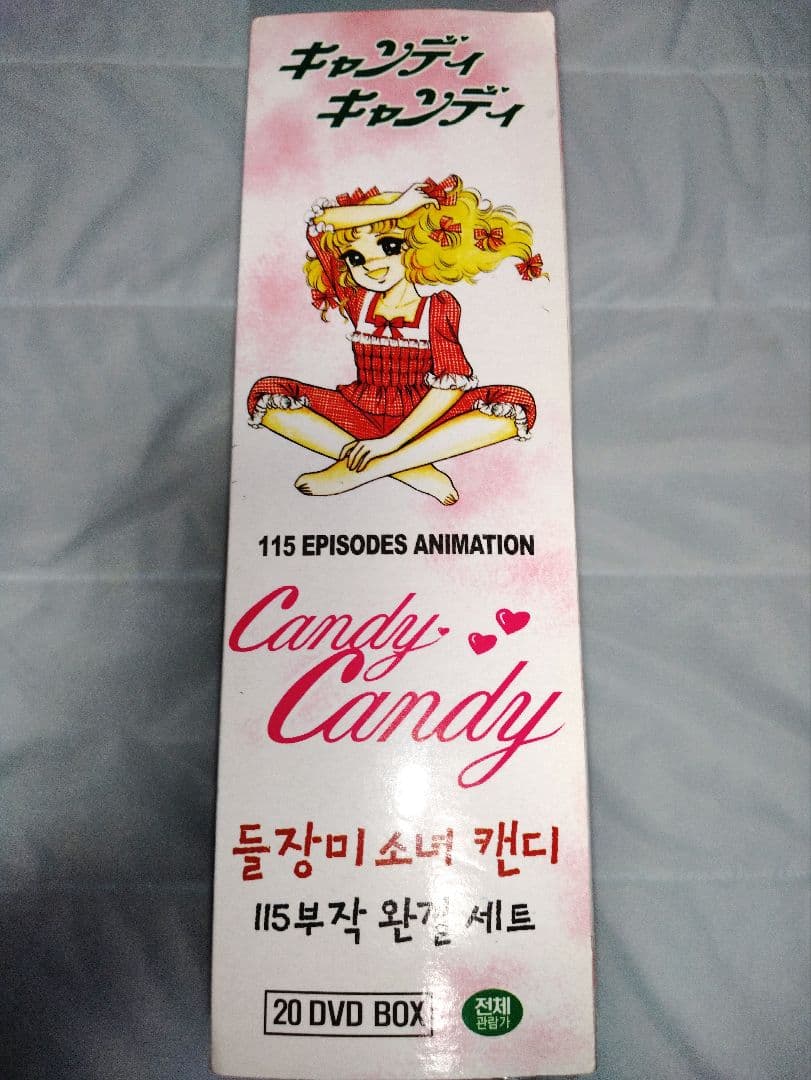 キャンディ
キャンディ
115 EPISODES ANIMATION
Candy
Candy
들장미 소녀 캔디
115부작 완결 세트
20 DVD BOX
전체
관람가